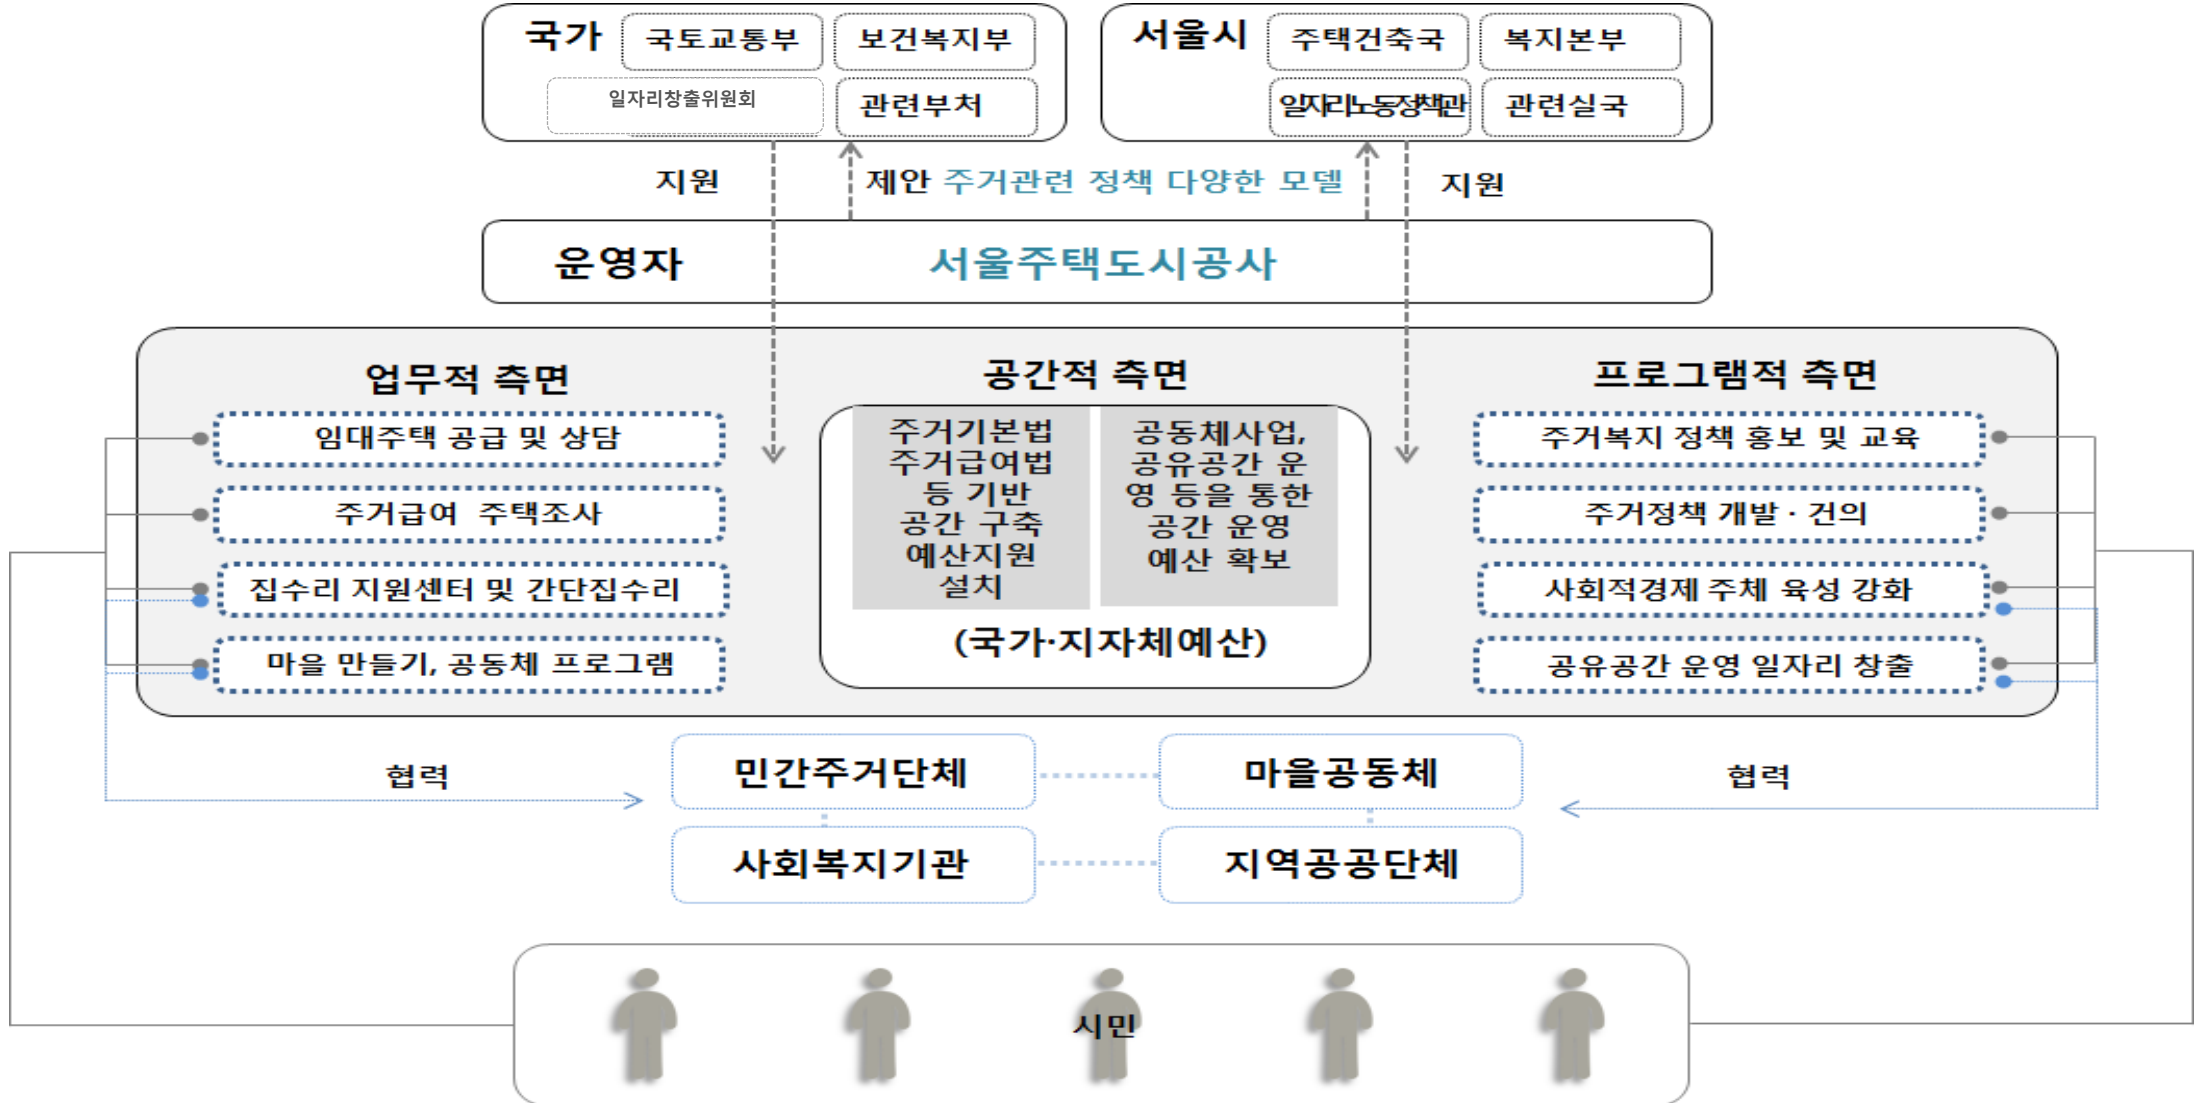 국가 국토교통부 보건복지부
일자리창출위원회 관련부처
서울시 주택건축국 복지본부
일자리노동정책관 관련실국
지원
제안 주거관련 정책 다양한 모델
지원
운영자 서울주택도시공사
업무적 측면
임대주택 공급 및 상담
주거급여 주택조사
집수리 지원센터 및 간단집수리
마을 만들기, 공동체 프로그램
공간적 측면
주거기본법
주거급여법
등 기반
공간 구축
예산지원
설치
공동체사업,
공유공간 운
영 등을 통한
공간 운영
예산 확보
(국가·지자체예산)
프로그램적 측면
주거복지 정책 홍보 및 교육
주거정책 개발 · 건의
사회적경제 주체 육성 강화
공유공간 운영 일자리 창출
협력
민간주거단체 마을공동체
협력
사회복지기관 지역공공단체
시민